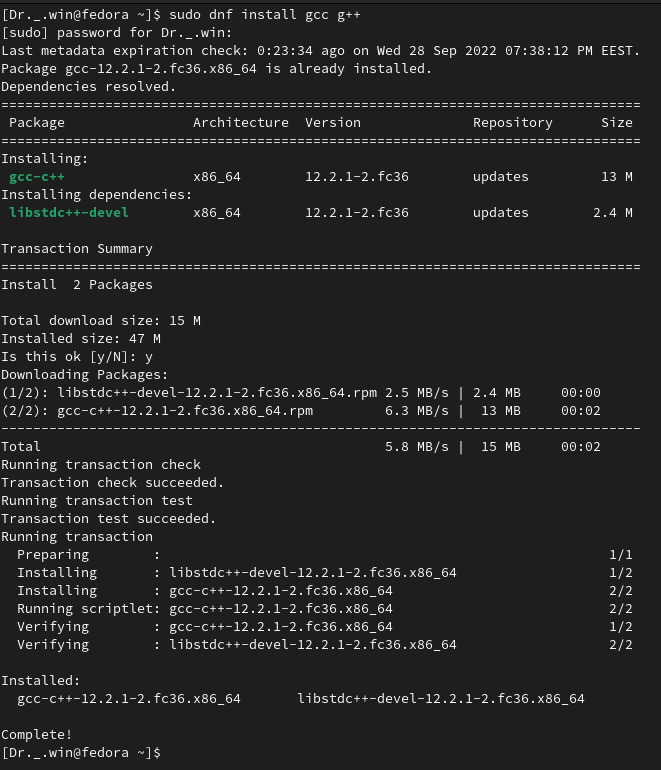 [Dr._.win@fedora ~]$ sudo dnf install gcc g++
[sudo] password for Dr._.win:
Last metadata expiration check: 0:23:34 ago on Wed 28 Sep 2022 07:38:12 PM EEST.
Package gcc-12.2.1-2.fc36.x86_64 is already installed.
Dependencies resolved.
================================================================================
 Package                Architecture  Version              Repository      Size
================================================================================
Installing:
 gcc-c++                x86_64        12.2.1-2.fc36        updates         13 M
Installing dependencies:
 libstdc++-devel        x86_64        12.2.1-2.fc36        updates        2.4 M

Transaction Summary
================================================================================
Install  2 Packages

Total download size: 15 M
Installed size: 47 M
Is this ok [y/N]: y
Downloading Packages:
(1/2): libstdc++-devel-12.2.1-2.fc36.x86_64.rpm 2.5 MB/s | 2.4 MB     00:00
(2/2): gcc-c++-12.2.1-2.fc36.x86_64.rpm         6.3 MB/s |  13 MB     00:02
--------------------------------------------------------------------------------
Total                                           5.8 MB/s |  15 MB     00:02
Running transaction check
Transaction check succeeded.
Running transaction test
Transaction test succeeded.
Running transaction
  Preparing        :                                                        1/1
  Installing       : libstdc++-devel-12.2.1-2.fc36.x86_64                   1/2
  Installing       : gcc-c++-12.2.1-2.fc36.x86_64                           2/2
  Running scriptlet: gcc-c++-12.2.1-2.fc36.x86_64                           2/2
  Verifying        : gcc-c++-12.2.1-2.fc36.x86_64                           1/2
  Verifying        : libstdc++-devel-12.2.1-2.fc36.x86_64                   2/2

Installed:
  gcc-c++-12.2.1-2.fc36.x86_64       libstdc++-devel-12.2.1-2.fc36.x86_64

Complete!
[Dr._.win@fedora ~]$